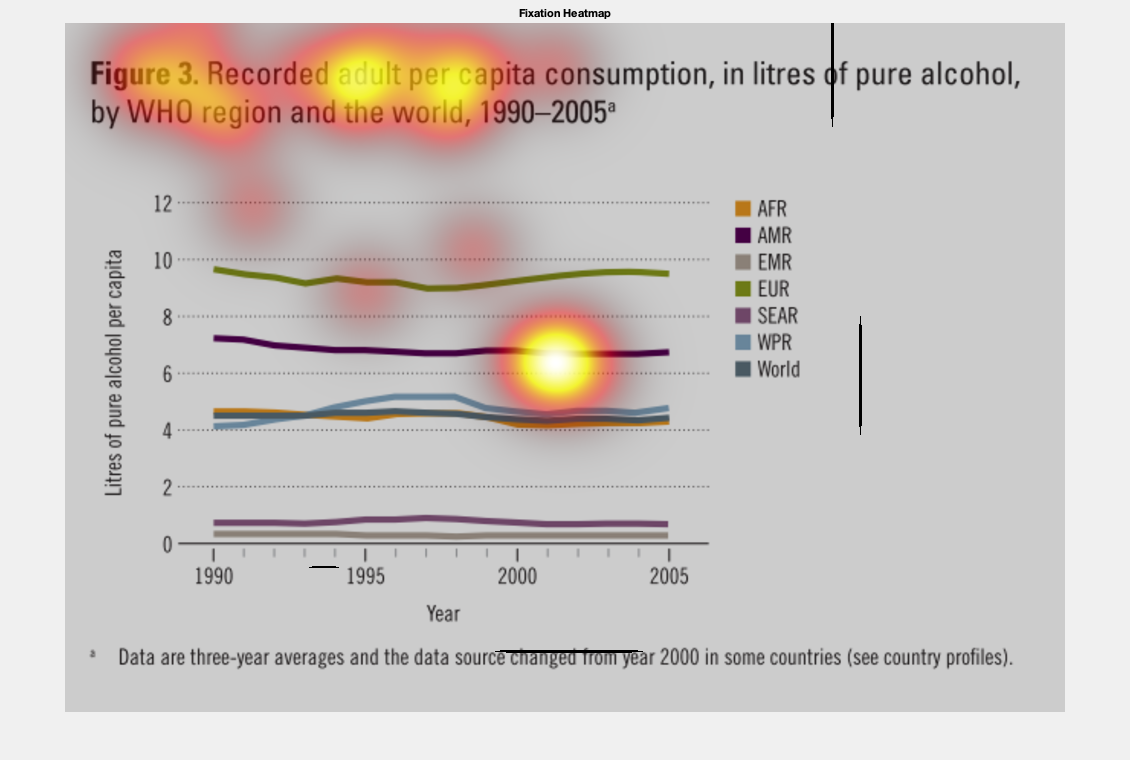 Fixation Heatmap
Figure 3. Recorded adult per capita consumption, in litres of pure alcohol,
by WHO region and the world, 1990–2005ª
12
10
8
6
4
2
0
Litres of pure alcohol per capita
AFR
AMR
EMR
EUR
SEAR
WPR
World
1990 1995 2000 2005
Year
ª Data are three-year averages and the data source changed from year 2000 in some countries (see country profiles).